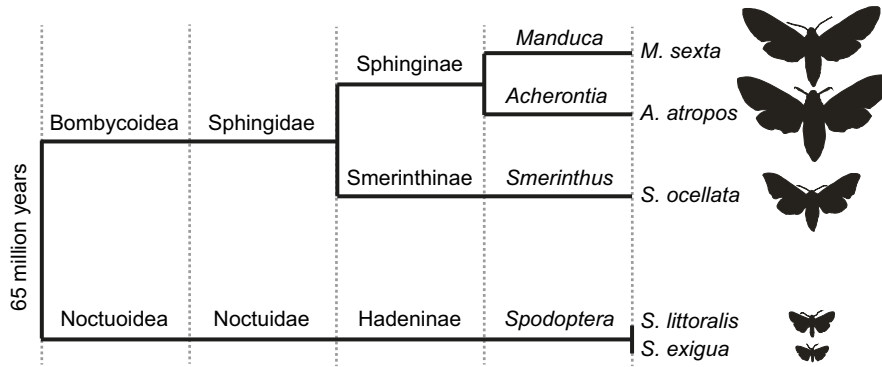 Manduca
M. sexta
Sphinginae
Acherontia
A. atropos
Bombycoidea Sphingidae
Smerinthinae Smerinthus
S. ocellata
65 million years
Noctuoidea Noctuidae Hadeninae Spodoptera
S. littoralis
S. exigua